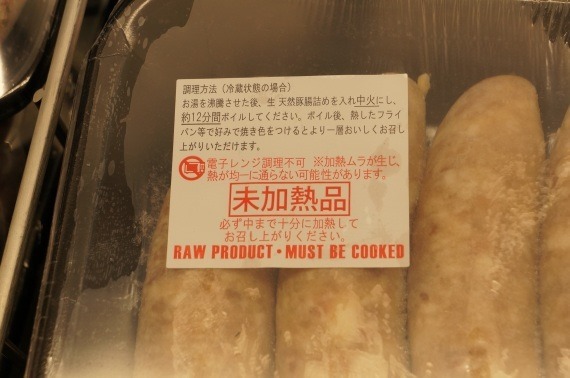 調理方法（冷蔵状態の場合）
お湯を沸騰させた後、生 天然豚腸詰めを入れ中火にし、
約12分間ボイルしてください。ボイル後、熱したフライ
パン等で好みで焼き色をつけるとより一層おいしくお召し
上がりいただけます。
電子レンジ調理不可 ※加熱ムラが生じ、
熱が均一に通らない可能性があります。
未加熱品
必ず中まで十分に加熱して
お召し上がりください。
RAW PRODUCT・MUST BE COOKED